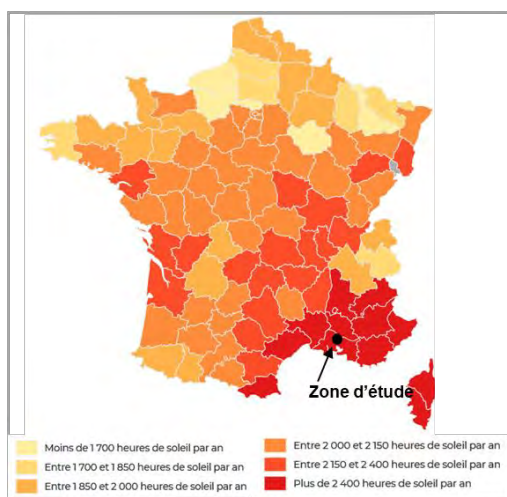 Zone d'étude
Moins de 1 700 heures de soleil par an
Entre 1 700 et 1 850 heures de soleil par an
Entre 1 850 et 2 000 heures de soleil par an
Entre 2 000 et 2 150 heures de soleil par an
Entre 2 150 et 2 400 heures de soleil par an
Plus de 2 400 heures de soleil par an